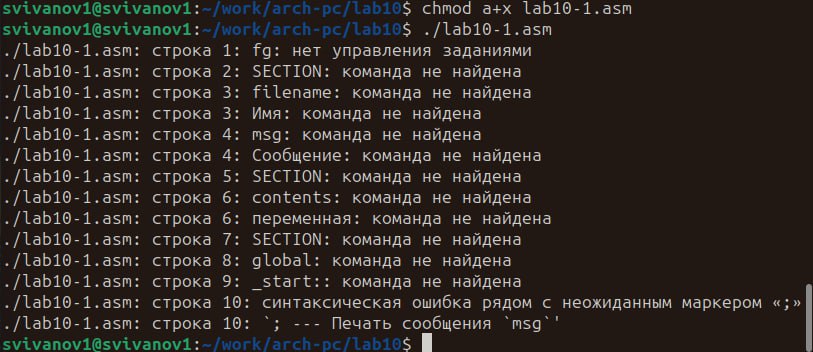 svivanov1@svivanov1:~/work/arch-pc/lab10$ chmod a+x lab10-1.asm
svivanov1@svivanov1:~/work/arch-pc/lab10$ ./lab10-1.asm
./lab10-1.asm: строка 1: fg: нет управления заданиями
./lab10-1.asm: строка 2: SECTION: команда не найдена
./lab10-1.asm: строка 3: filename: команда не найдена
./lab10-1.asm: строка 3: Имя: команда не найдена
./lab10-1.asm: строка 4: msg: команда не найдена
./lab10-1.asm: строка 4: Сообщение: команда не найдена
./lab10-1.asm: строка 5: SECTION: команда не найдена
./lab10-1.asm: строка 6: contents: команда не найдена
./lab10-1.asm: строка 6: переменная: команда не найдена
./lab10-1.asm: строка 7: SECTION: команда не найдена
./lab10-1.asm: строка 8: global: команда не найдена
./lab10-1.asm: строка 9: _start:: команда не найдена
./lab10-1.asm: строка 10: синтаксическая ошибка рядом с неожиданным маркером «;»
./lab10-1.asm: строка 10: `; --- Печать сообщения `msg`'
svivanov1@svivanov1:~/work/arch-pc/lab10$